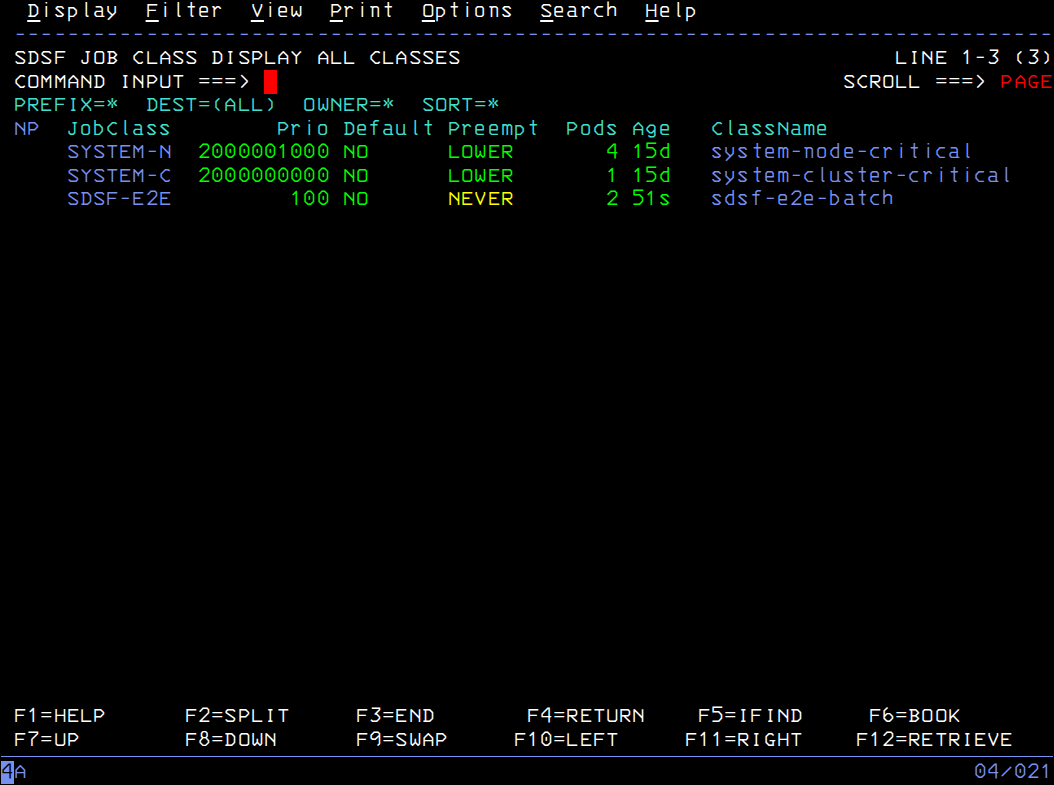 Display  Filter  View  Print  Options  Search  Help
--------------------------------------------------------------------------------
SDSF JOB CLASS DISPLAY ALL CLASSES                                 LINE 1-3 (3)
COMMAND INPUT ===>                                             SCROLL ===> PAGE
PREFIX=*  DEST=(ALL)  OWNER=*  SORT=*
NP  JobClass        Prio Default Preempt  Pods Age   ClassName
    SYSTEM-N  2000001000 NO      LOWER       4 15d   system-node-critical
    SYSTEM-C  2000000000 NO      LOWER       1 15d   system-cluster-critical
    SDSF-E2E         100 NO      NEVER       2 51s   sdsf-e2e-batch
F1=HELP      F2=SPLIT     F3=END       F4=RETURN    F5=IFIND     F6=BOOK
F7=UP        F8=DOWN      F9=SWAP     F10=LEFT     F11=RIGHT    F12=RETRIEVE
4A                                                                       04/021